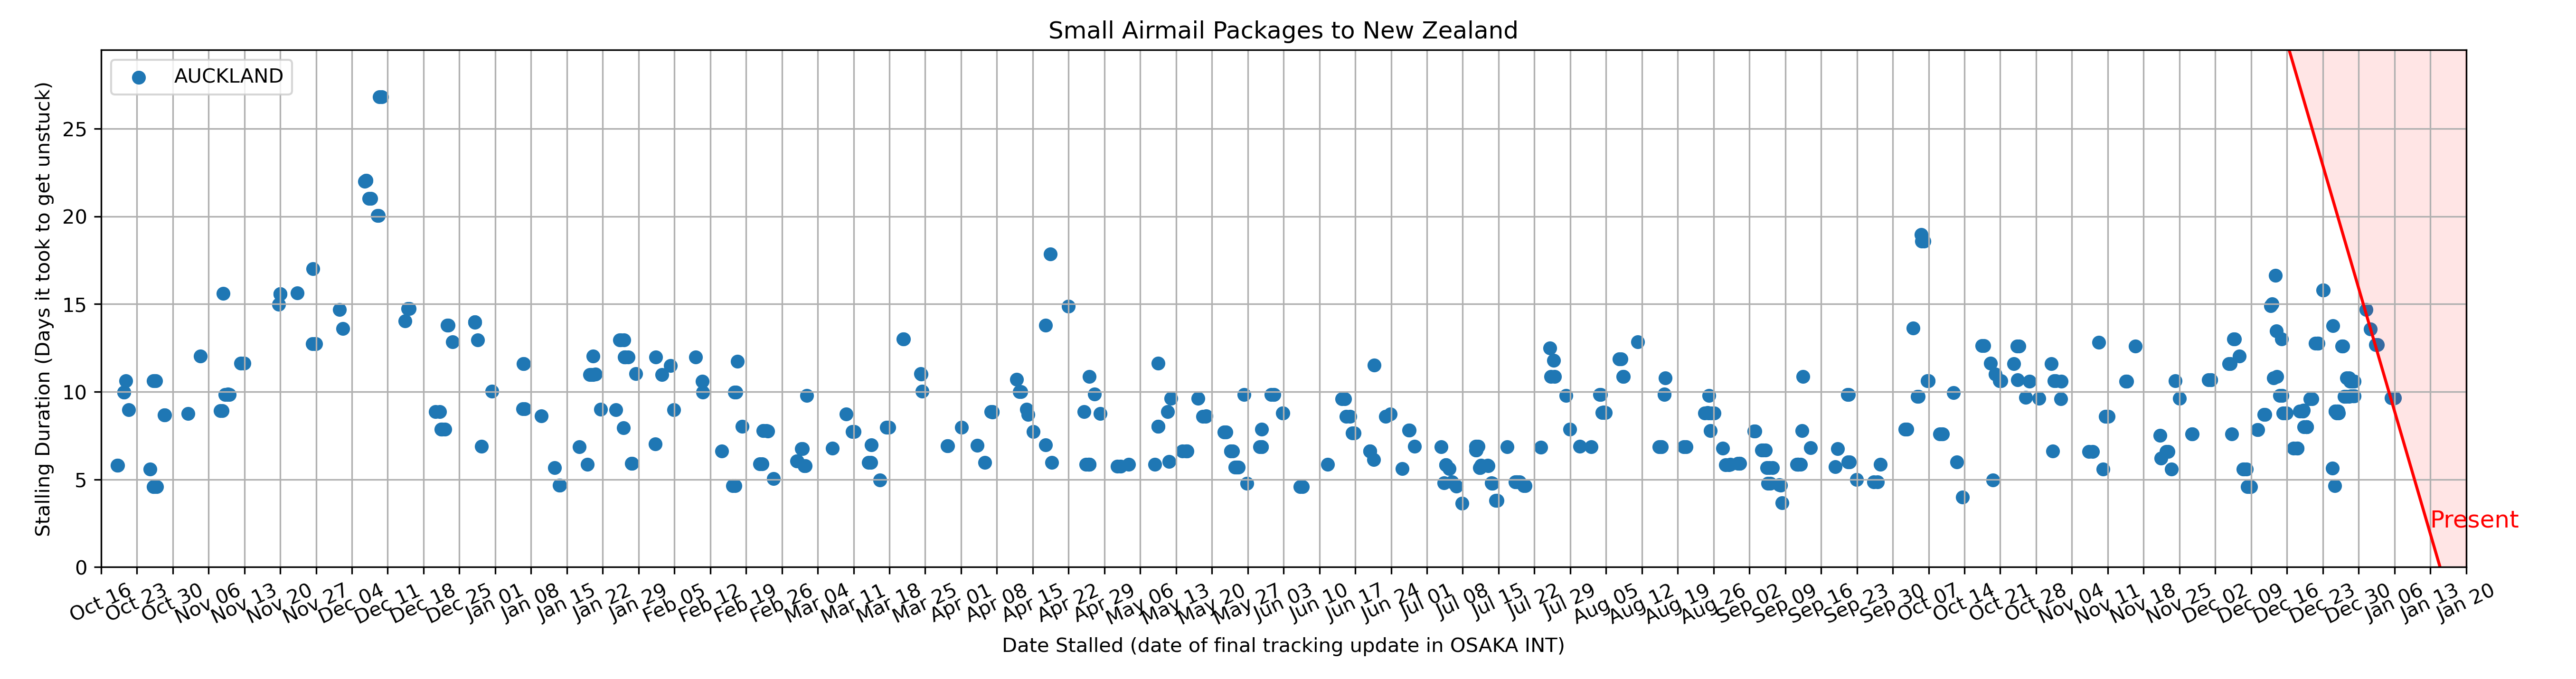 Small Airmail Packages to New Zealand
AUCKLAND
Stalling Duration (Days it took to get unstuck)
25
20
15
10
5
0
Present
Oct 16 Oct 23 Oct 30 Nov 06 Nov 13 Nov 20 Nov 27 Dec 04 Dec 11 Dec 18 Dec 25 Jan 01 Jan 08 Jan 15 Jan 22 Jan 29 Feb 05 Feb 12 Feb 19 Feb 26 Mar 04 Mar 11 Mar 18 Mar 25 Apr 01 Apr 08 Apr 15 Apr 22 Apr 29 May 06 May 13 May 20 May 27 Jun 03 Jun 10 Jun 17 Jun 24 Jul 01 Jul 08 Jul 15 Jul 22 Jul 29 Aug 05 Aug 12 Aug 19 Aug 26 Sep 02 Sep 09 Sep 16 Sep 23 Sep 30 Oct 07 Oct 14 Oct 21 Oct 28 Nov 04 Nov 11 Nov 18 Nov 25 Dec 02 Dec 09 Dec 16 Dec 23 Dec 30 Jan 06 Jan 13 Jan 20
Date Stalled (date of final tracking update in OSAKA INT)